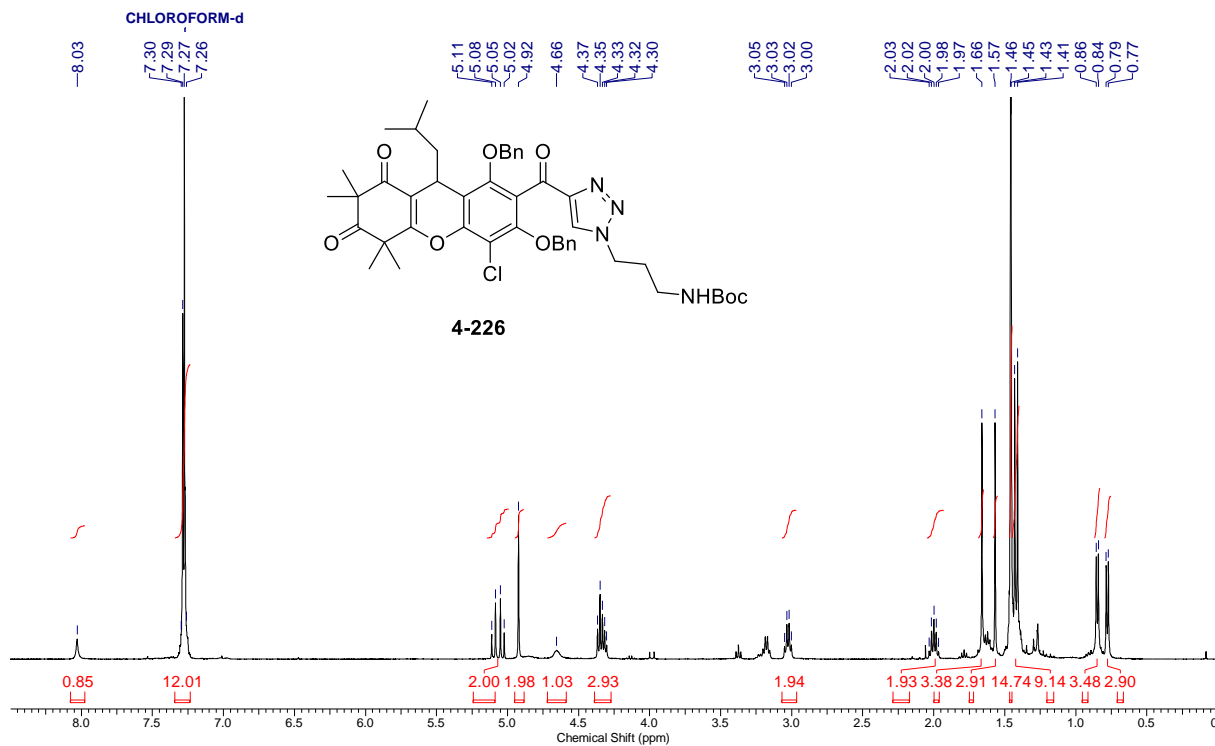 CHLOROFORM-d
8.03
7.30
7.29
7.27
7.26
5.11
5.08
5.05
5.02
4.92
4.66
4.37
4.35
4.33
4.32
4.30
3.05
3.03
3.02
3.00
2.03
2.02
2.00
1.98
1.97
1.66
1.57
1.46
1.45
1.43
1.41
0.86
0.84
0.79
0.77
O
OBn
O
N
N
N
O
O
OBn
Cl
NHBoc
4-226
0.85 12.01 2.00 1.98 1.03 2.93 1.94 1.93 3.38 2.91 14.74 9.14 3.48 2.90
8.0 7.5 7.0 6.5 6.0 5.5 5.0 4.5 4.0 3.5 3.0 2.5 2.0 1.5 1.0 0.5 0
Chemical Shift (ppm)